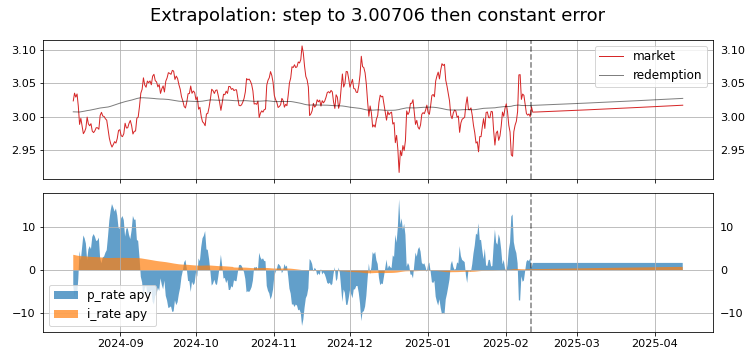 Extrapolation: step to 3.00706 then constant error
3.10 3.10
3.05 3.05
3.00 3.00
2.95 2.95
market
redemption
10 10
0 0
−10 −10
p_rate apy
i_rate apy
2024-09 2024-10 2024-11 2024-12 2025-01 2025-02 2025-03 2025-04